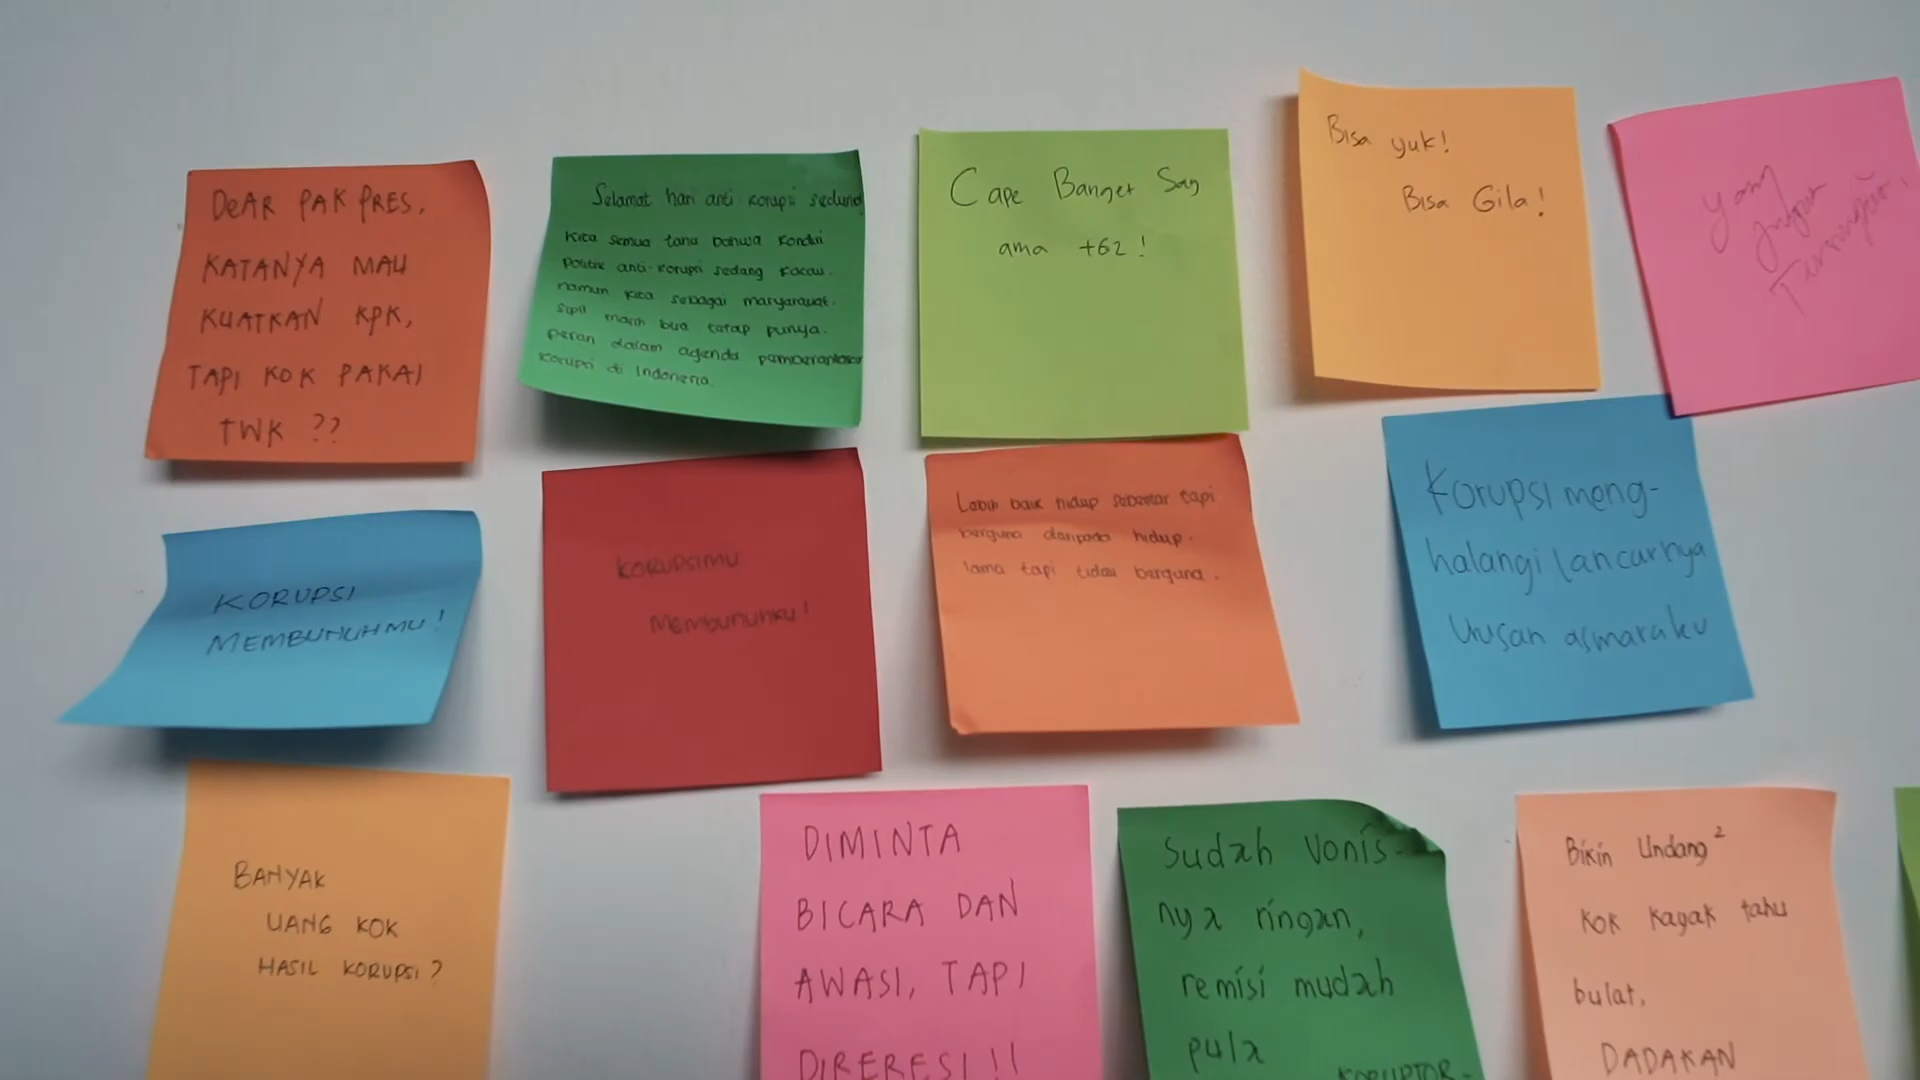 DEAR PAK PRES,
KATANYA MAU
KUATKAN KPK,
TAPI KOK PAKAI
TWK ??
Selamat hari anti-korupsi sedunia
Kita semua tahu bahwa kondisi
politik anti-korupsi sedang kacau.
namun kita sebagai masyarakat.
sipil masih bisa tetap punya.
peran dalam agenda pemberantasan
korupsi di Indonesia.
Cape Banget Say
ama +62 !
Bisa yuk!
Bisa Gila!
Yang
Jujur
KORUPSI
MEMBUNUHMU !
KORUPSIMU
MEMBUNUHKU !
Lebih baik hidup sebentar tapi
berguna daripada hidup.
lama tapi tidak berguna.
Korupsi meng-
halangi lancarnya
Urusan asmaraku
BANYAK
UANG KOK
HASIL KORUPSI ?
DIMINTA
BICARA DAN
AWASI, TAPI
DIREPRESI !!
Sudah Vonis-
nya ringan,
remisi mudah
pula
KORUPTOR-
Bikin Undang²
kok kayak tahu
bulat.
DADAKAN